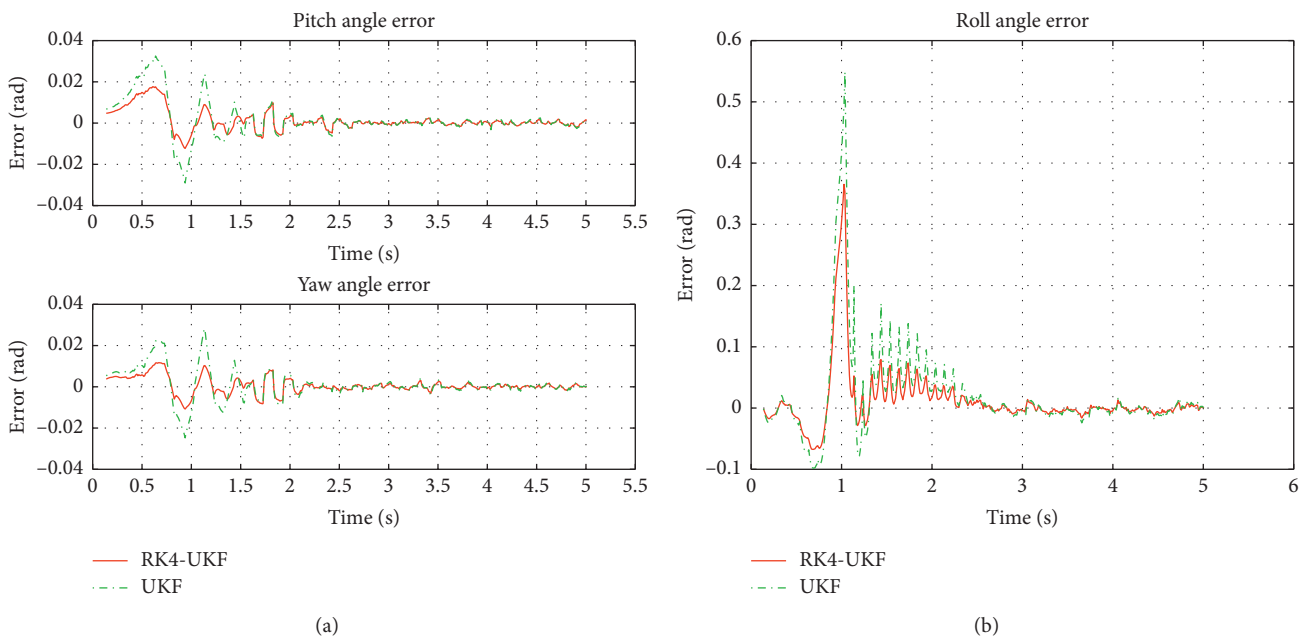 Pitch angle error
0.04
0.02
0
−0.02
−0.04
Error (rad)
0 0.5 1 1.5 2 2.5 3 3.5 4 4.5 5 5.5
Time (s)
Yaw angle error
0.04
0.02
0
−0.02
−0.04
Error (rad)
0 0.5 1 1.5 2 2.5 3 3.5 4 4.5 5 5.5
Time (s)
RK4-UKF
UKF
(a)
Roll angle error
0.6
0.5
0.4
0.3
0.2
0.1
0
−0.1
Error (rad)
0 1 2 3 4 5 6
Time (s)
RK4-UKF
UKF
(b)